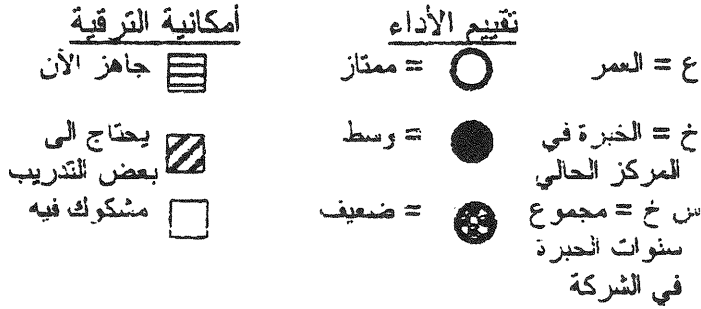 تقييم الأداء أمكانية الترقية
ع = العمر = ممتاز جاهز الآن
خ = الخبرة في = وسط يحتاج الى
المركز الحالي بعض التدريب
س خ = مجموع = ضعيف مشكوك فيه
سنوات الخبرة
في الشركة